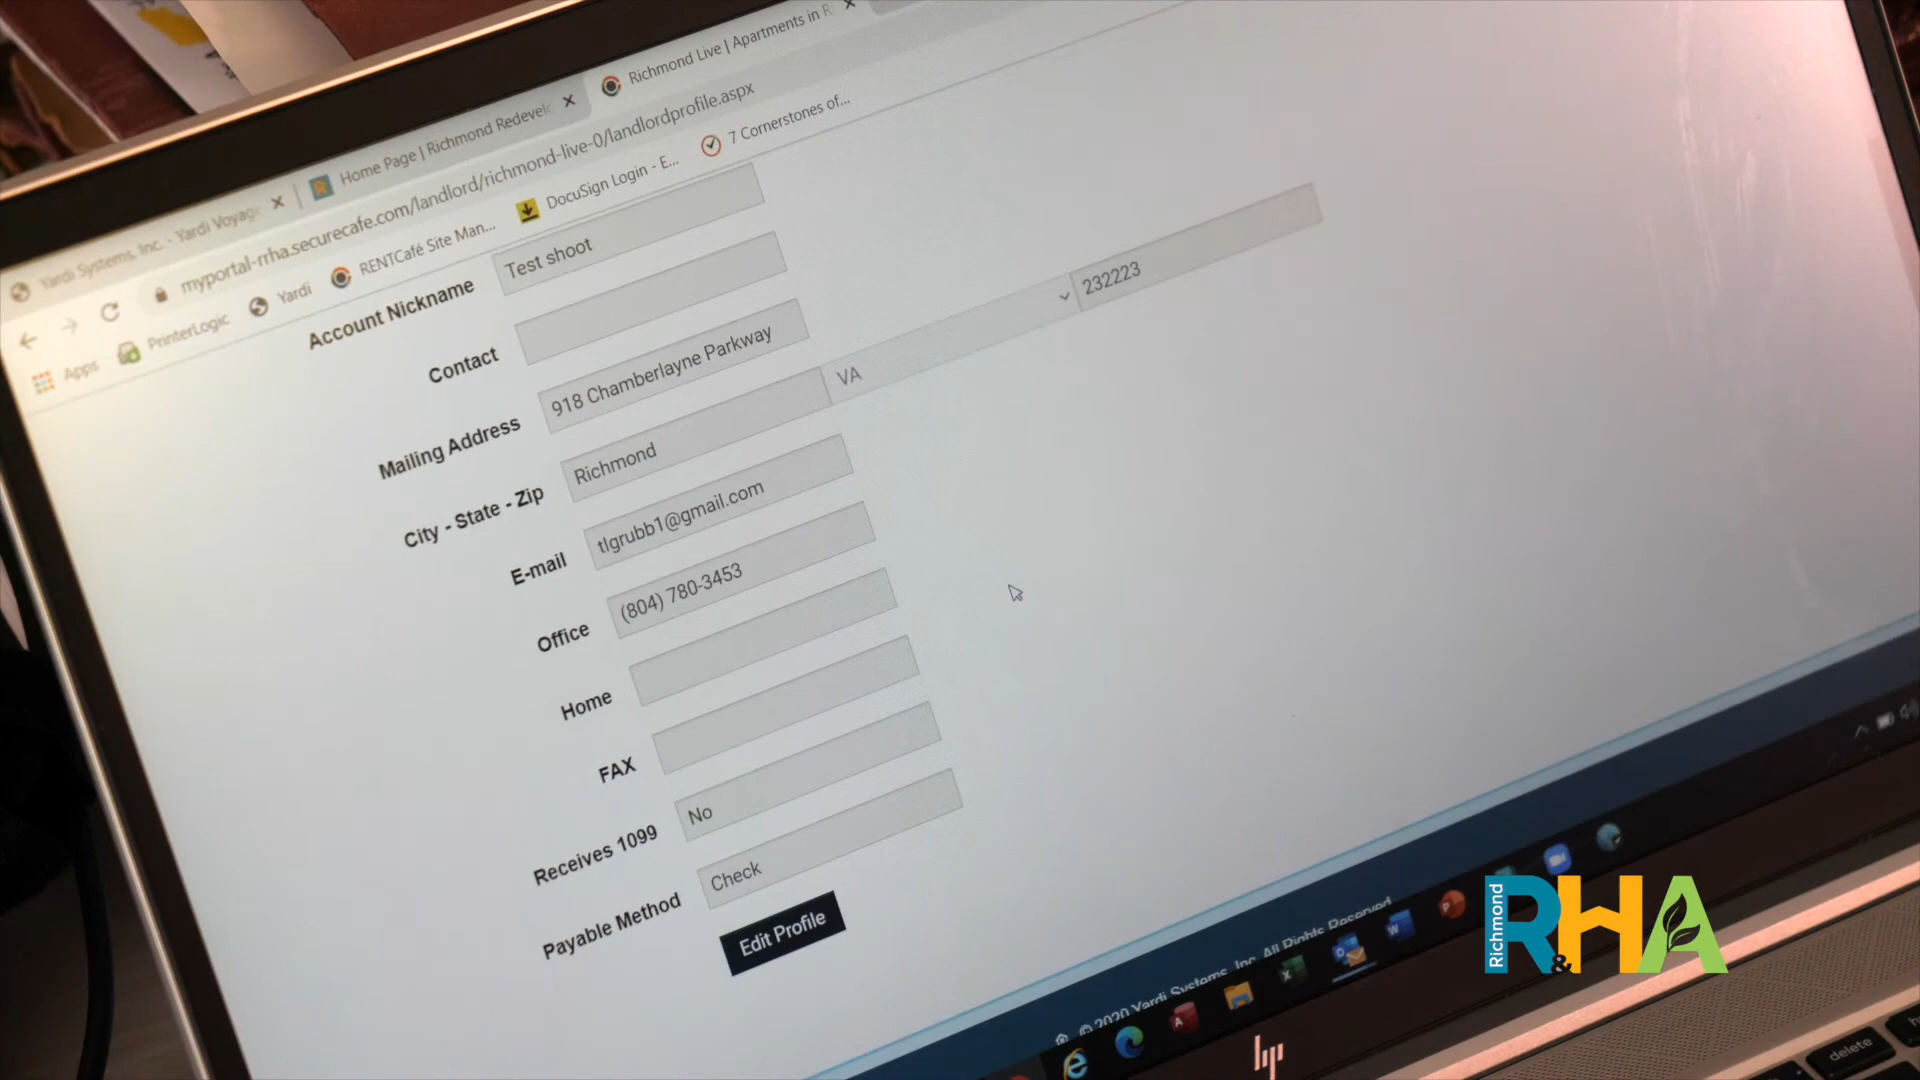 Yardi Systems, Inc. - Yardi Voyage
Home Page | Richmond Redevel
Richmond Live | Apartments in R
myportal-rrha.securecafe.com/landlord/richmond-live-0/landlordprofile.aspx
Apps
PrinterLogic
Yardi
RENTCafé Site Man...
DocuSign Login - E...
7 Cornerstones of...
Account Nickname Test shoot
Contact
Mailing Address 918 Chamberlayne Parkway
City - State - Zip Richmond VA 232223
E-mail tlgrubb1@gmail.com
Office (804) 780-3453
Home
FAX
Receives 1099 No
Payable Method Check
Edit Profile
© 2020 Yardi Systems, Inc. All Rights Reserved
Richmond
R&HA
hp
delete